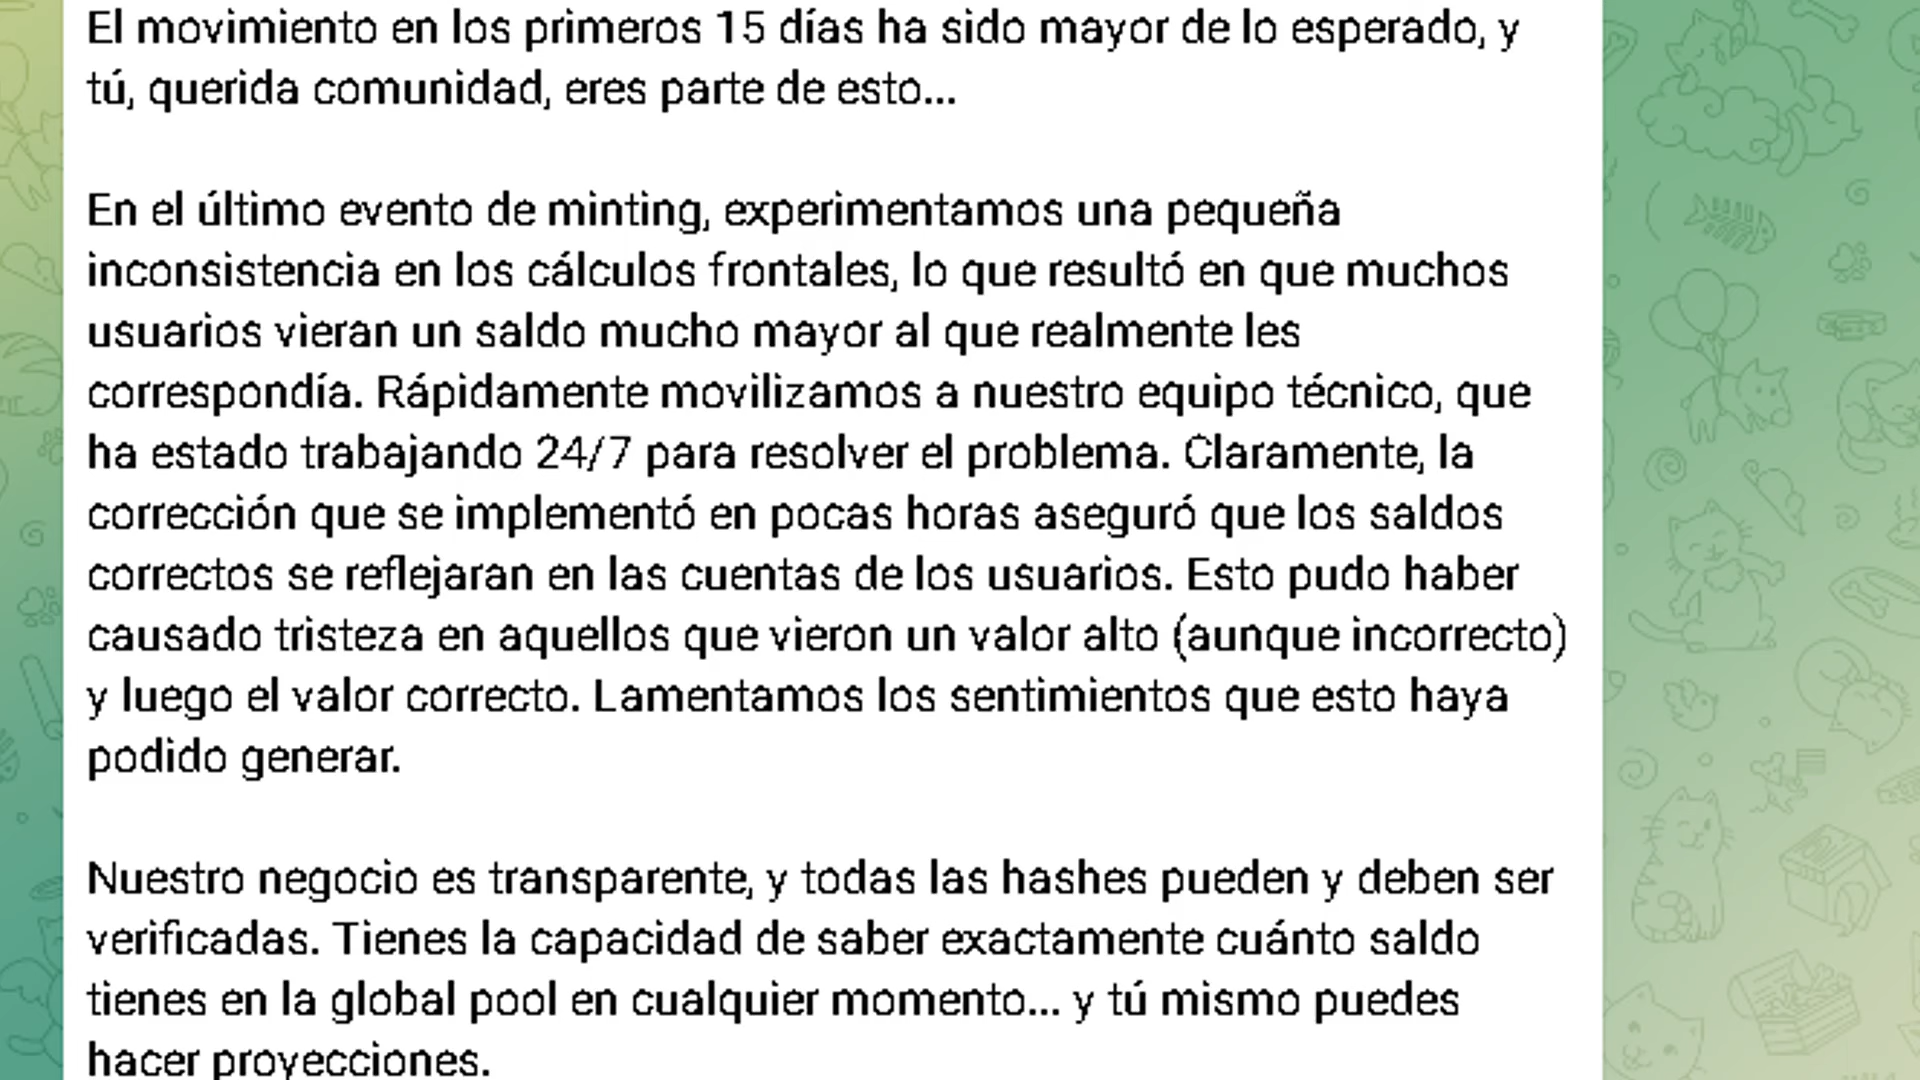 El movimiento en los primeros 15 días ha sido mayor de lo esperado, y
tú, querida comunidad, eres parte de esto...
En el último evento de minting, experimentamos una pequeña
inconsistencia en los cálculos frontales, lo que resultó en que muchos
usuarios vieran un saldo mucho mayor al que realmente les
correspondía. Rápidamente movilizamos a nuestro equipo técnico, que
ha estado trabajando 24/7 para resolver el problema. Claramente, la
corrección que se implementó en pocas horas aseguró que los saldos
correctos se reflejaran en las cuentas de los usuarios. Esto pudo haber
causado tristeza en aquellos que vieron un valor alto (aunque incorrecto)
y luego el valor correcto. Lamentamos los sentimientos que esto haya
podido generar.
Nuestro negocio es transparente, y todas las hashes pueden y deben ser
verificadas. Tienes la capacidad de saber exactamente cuánto saldo
tienes en la global pool en cualquier momento... y tú mismo puedes
hacer proyecciones.